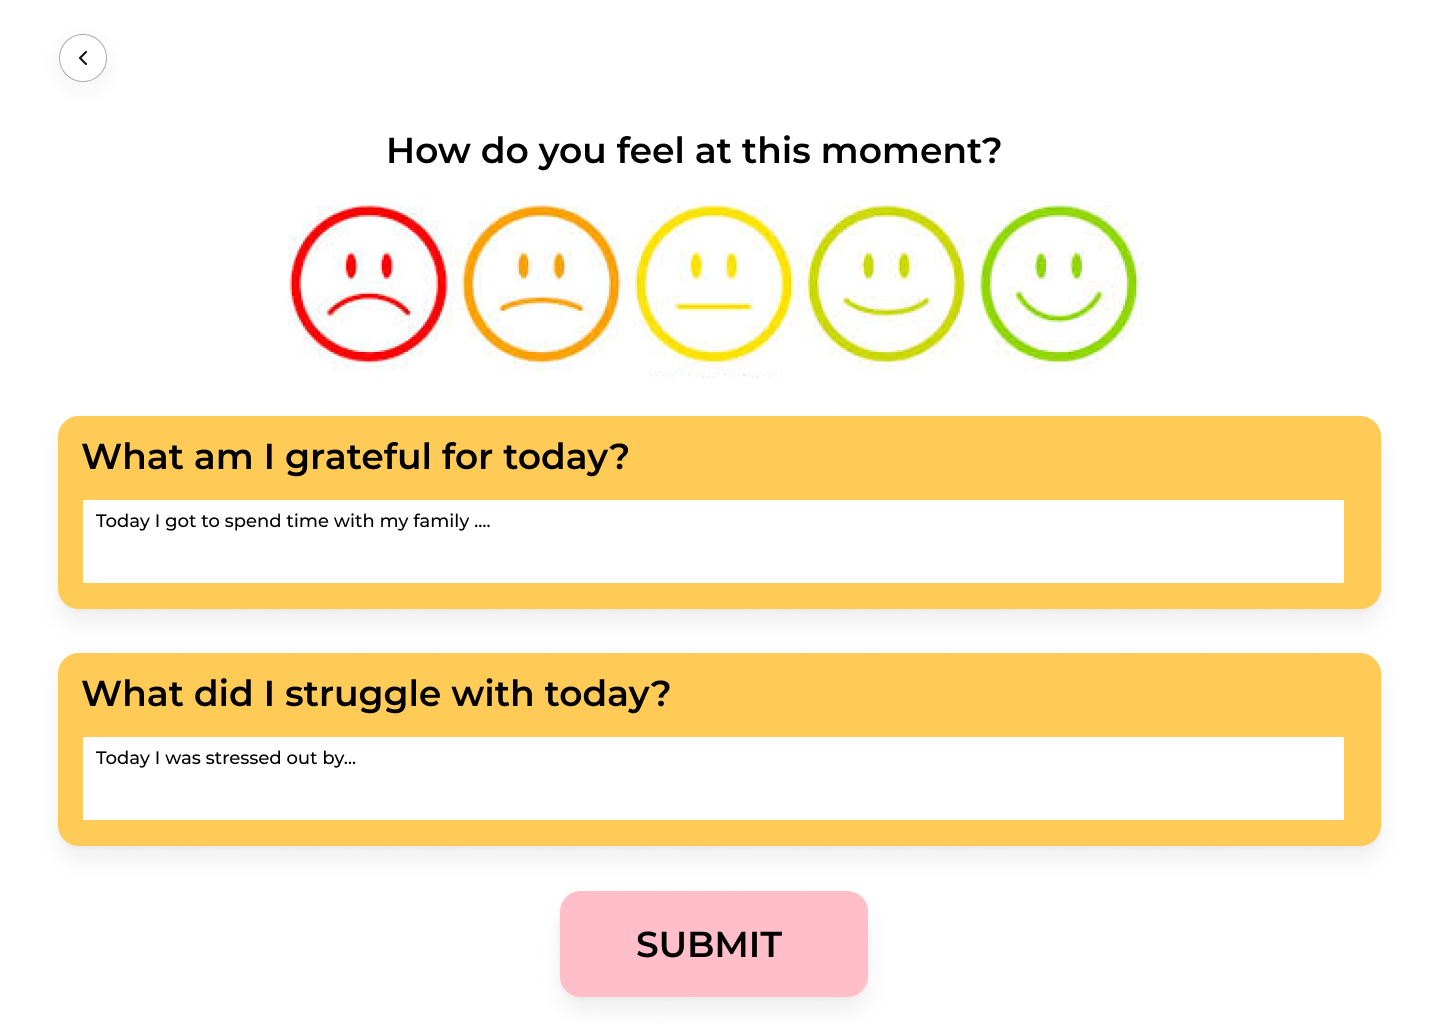 How do you feel at this moment?
What am I grateful for today?
Today I got to spend time with my family ....
What did I struggle with today?
Today I was stressed out by...
SUBMIT